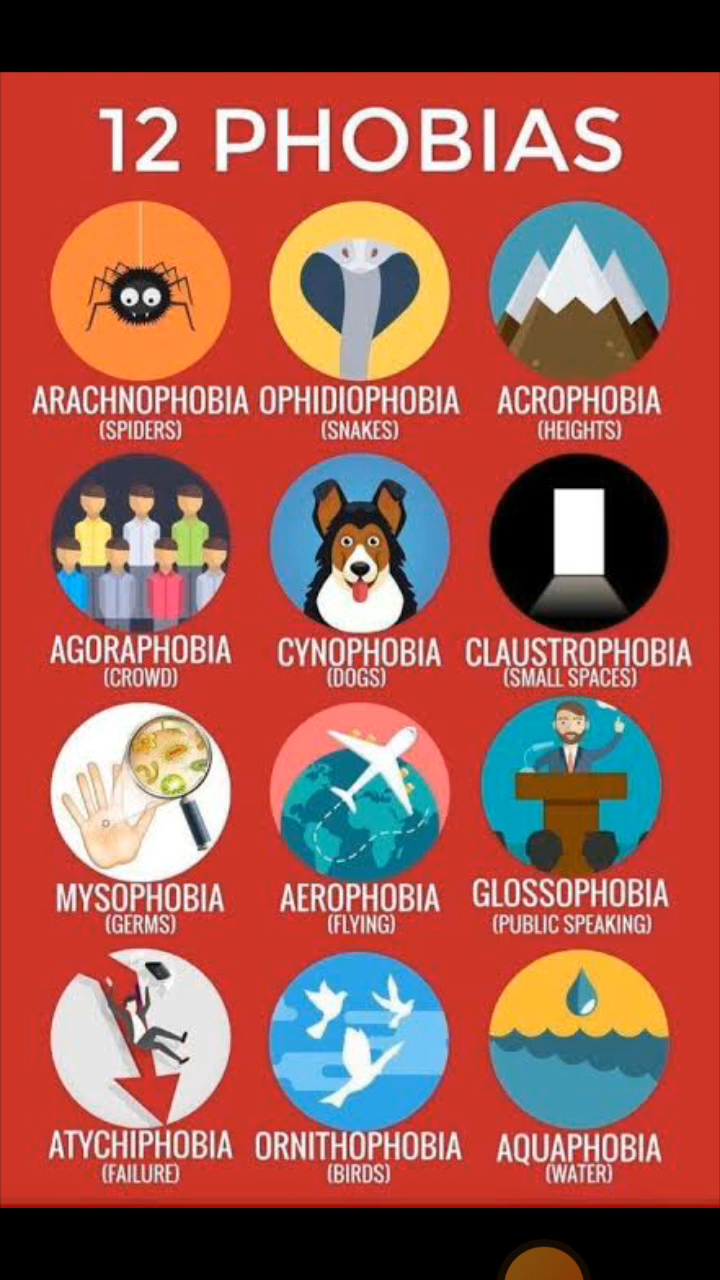 12 PHOBIAS
ARACHNOPHOBIA
(SPIDERS)
OPHIDIOPHOBIA
(SNAKES)
ACROPHOBIA
(HEIGHTS)
AGORAPHOBIA
(CROWD)
CYNOPHOBIA
(DOGS)
CLAUSTROPHOBIA
(SMALL SPACES)
MYSOPHOBIA
(GERMS)
AEROPHOBIA
(FLYING)
GLOSSOPHOBIA
(PUBLIC SPEAKING)
ATYCHIPHOBIA
(FAILURE)
ORNITHOPHOBIA
(BIRDS)
AQUAPHOBIA
(WATER)